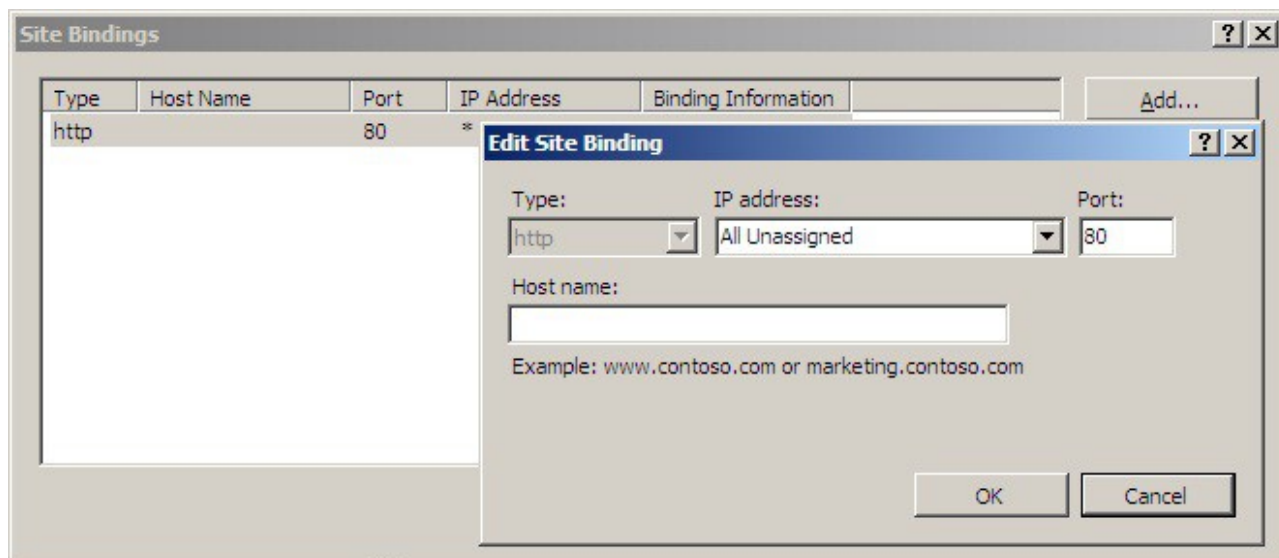 Site Bindings
Type Host Name Port IP Address Binding Information Add...
http 80 *
Edit Site Binding
Type: IP address: Port:
http All Unassigned 80
Host name:
Example: www.contoso.com or marketing.contoso.com
OK Cancel